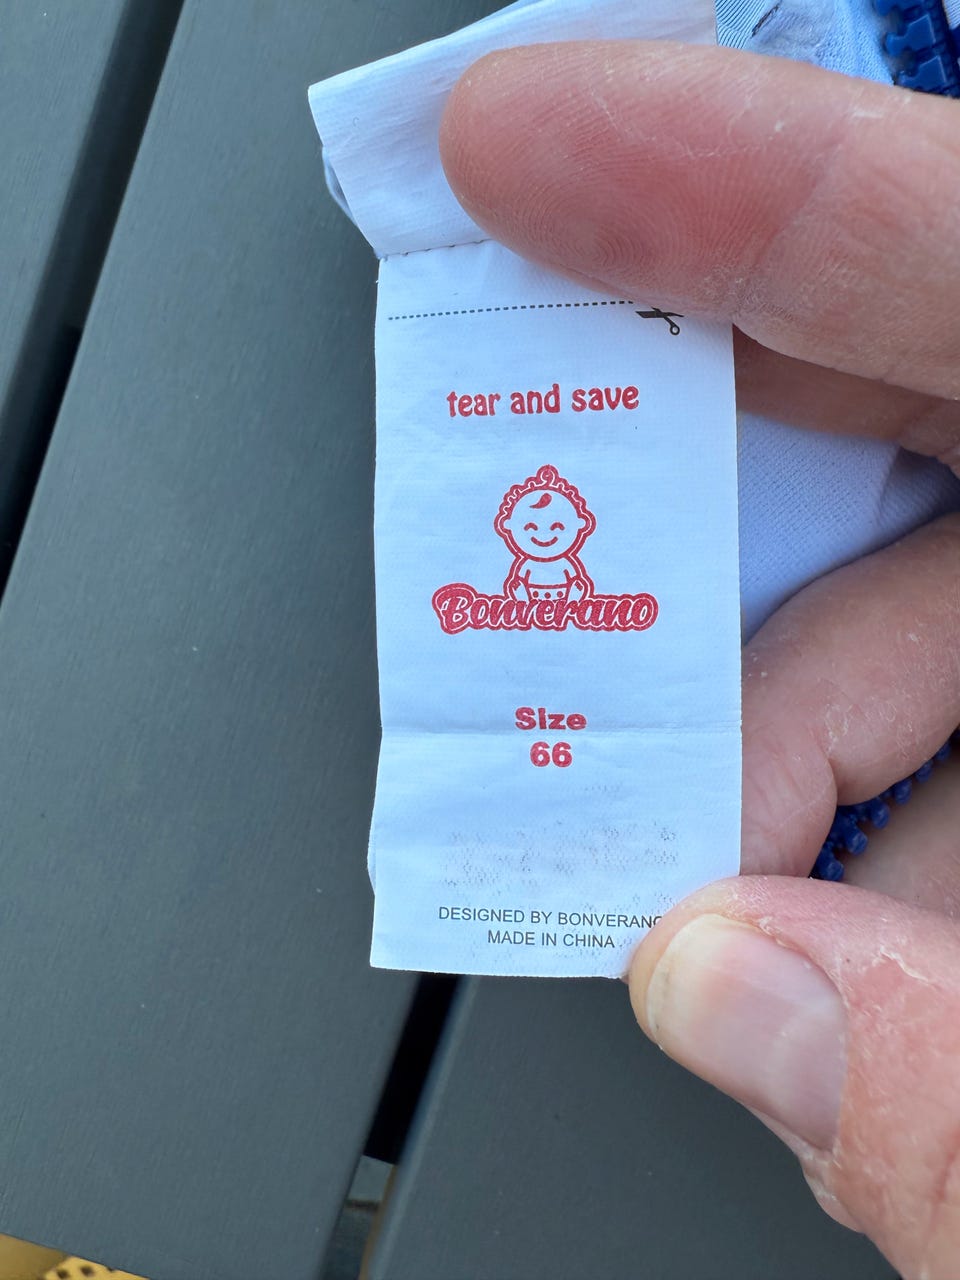 tear and save
Bonverano
Size
66
DESIGNED BY BONVERANO
MADE IN CHINA